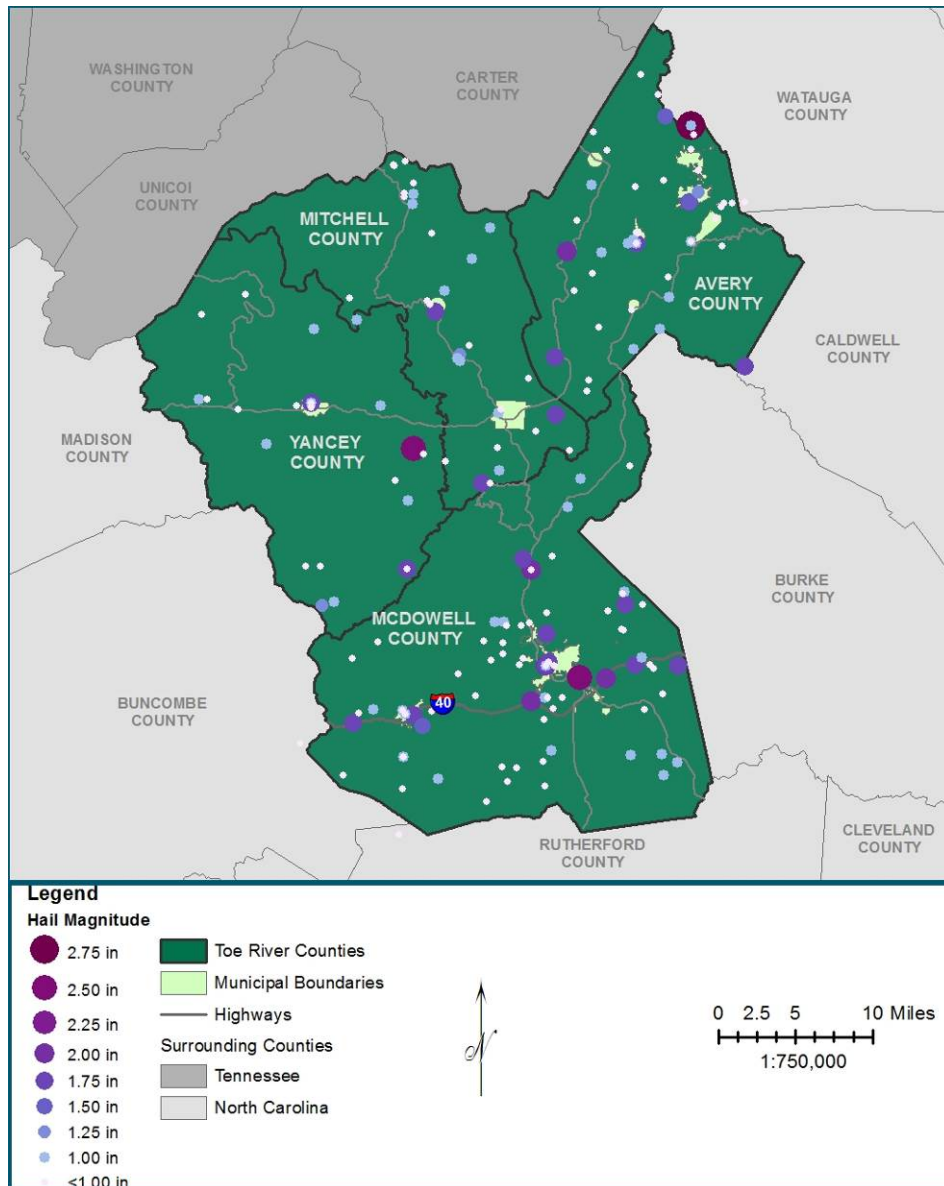 WASHINGTON
COUNTY
CARTER
COUNTY
WATAUGA
COUNTY
UNICOI
COUNTY
MITCHELL
COUNTY
AVERY
COUNTY
CALDWELL
COUNTY
MADISON
COUNTY
YANCEY
COUNTY
BURKE
COUNTY
MCDOWELL
COUNTY
BUNCOMBE
COUNTY
40
RUTHERFORD
COUNTY
CLEVELAND
COUNTY
Legend
Hail Magnitude
2.75 in
2.50 in
2.25 in
2.00 in
1.75 in
1.50 in
1.25 in
1.00 in
<1.00 in
Toe River Counties
Municipal Boundaries
Highways
Surrounding Counties
Tennessee
North Carolina
N
0 2.5 5 10 Miles
1:750,000